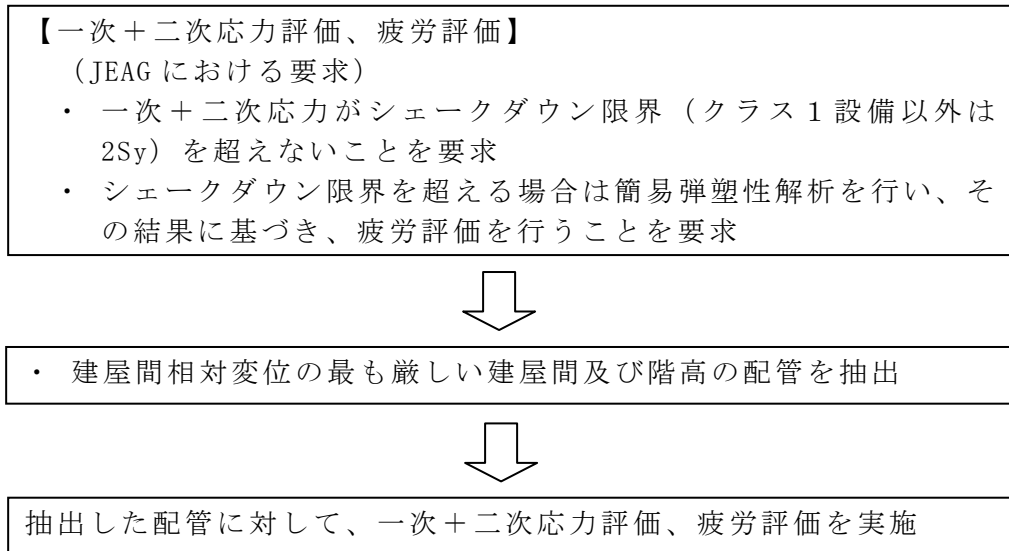 【一次＋二次応力評価、疲労評価】
（JEAGにおける要求）
・ 一次＋二次応力がシェークダウン限界（クラス１設備以外は
2Sy）を超えないことを要求
・ シェークダウン限界を超える場合は簡易弾塑性解析を行い、そ
の結果に基づき、疲労評価を行うことを要求
・ 建屋間相対変位の最も厳しい建屋間及び階高の配管を抽出
抽出した配管に対して、一次＋二次応力評価、疲労評価を実施